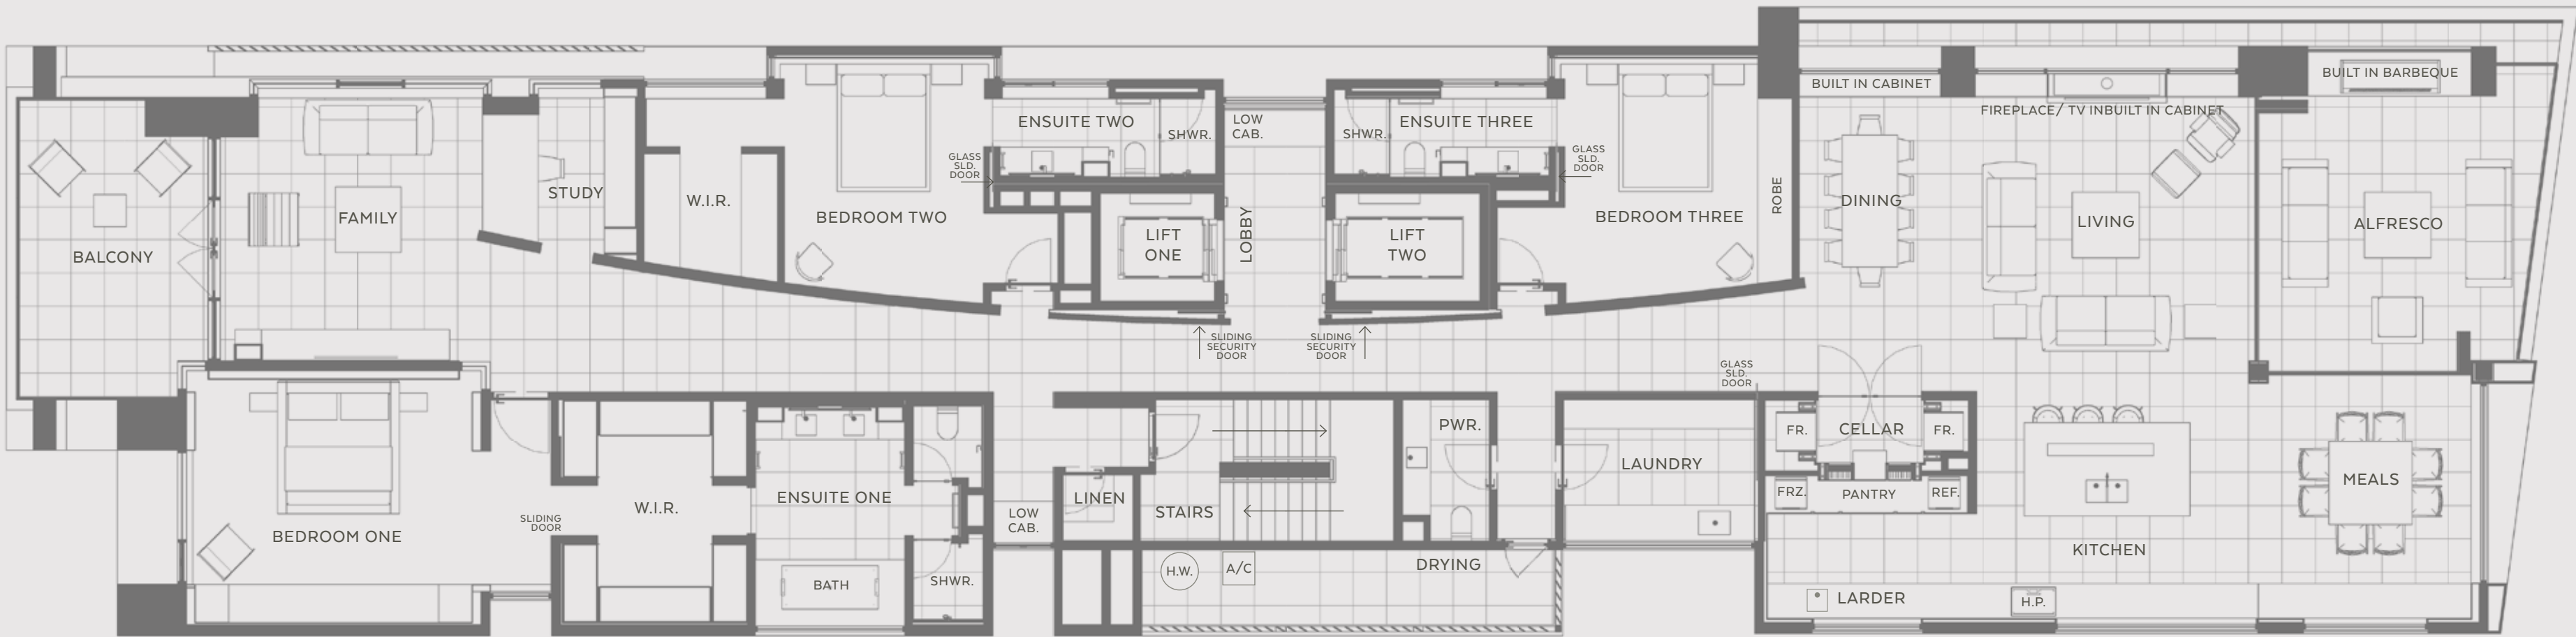 BALCONY
FAMILY
STUDY
W.I.R.
BEDROOM TWO
GLASS
SLD.
DOOR
ENSUITE TWO
SHWR.
LIFT
ONE
LOW
CAB.
LOBBY
SHWR.
ENSUITE THREE
LIFT
TWO
GLASS
SLD.
DOOR
BEDROOM THREE
ROBE
BUILT IN CABINET
DINING
FIREPLACE/ TV INBUILT IN CABINET
LIVING
BUILT IN BARBEQUE
ALFRESCO
SLIDING
SECURITY
DOOR
SLIDING
SECURITY
DOOR
GLASS
SLD.
DOOR
BEDROOM ONE
SLIDING
DOOR
W.I.R.
ENSUITE ONE
BATH
SHWR.
LOW
CAB.
LINEN
STAIRS
PWR.
LAUNDRY
H.W.
A/C
DRYING
FR.
CELLAR
FR.
FRZ.
PANTRY
REF.
LARDER
H.P.
KITCHEN
MEALS